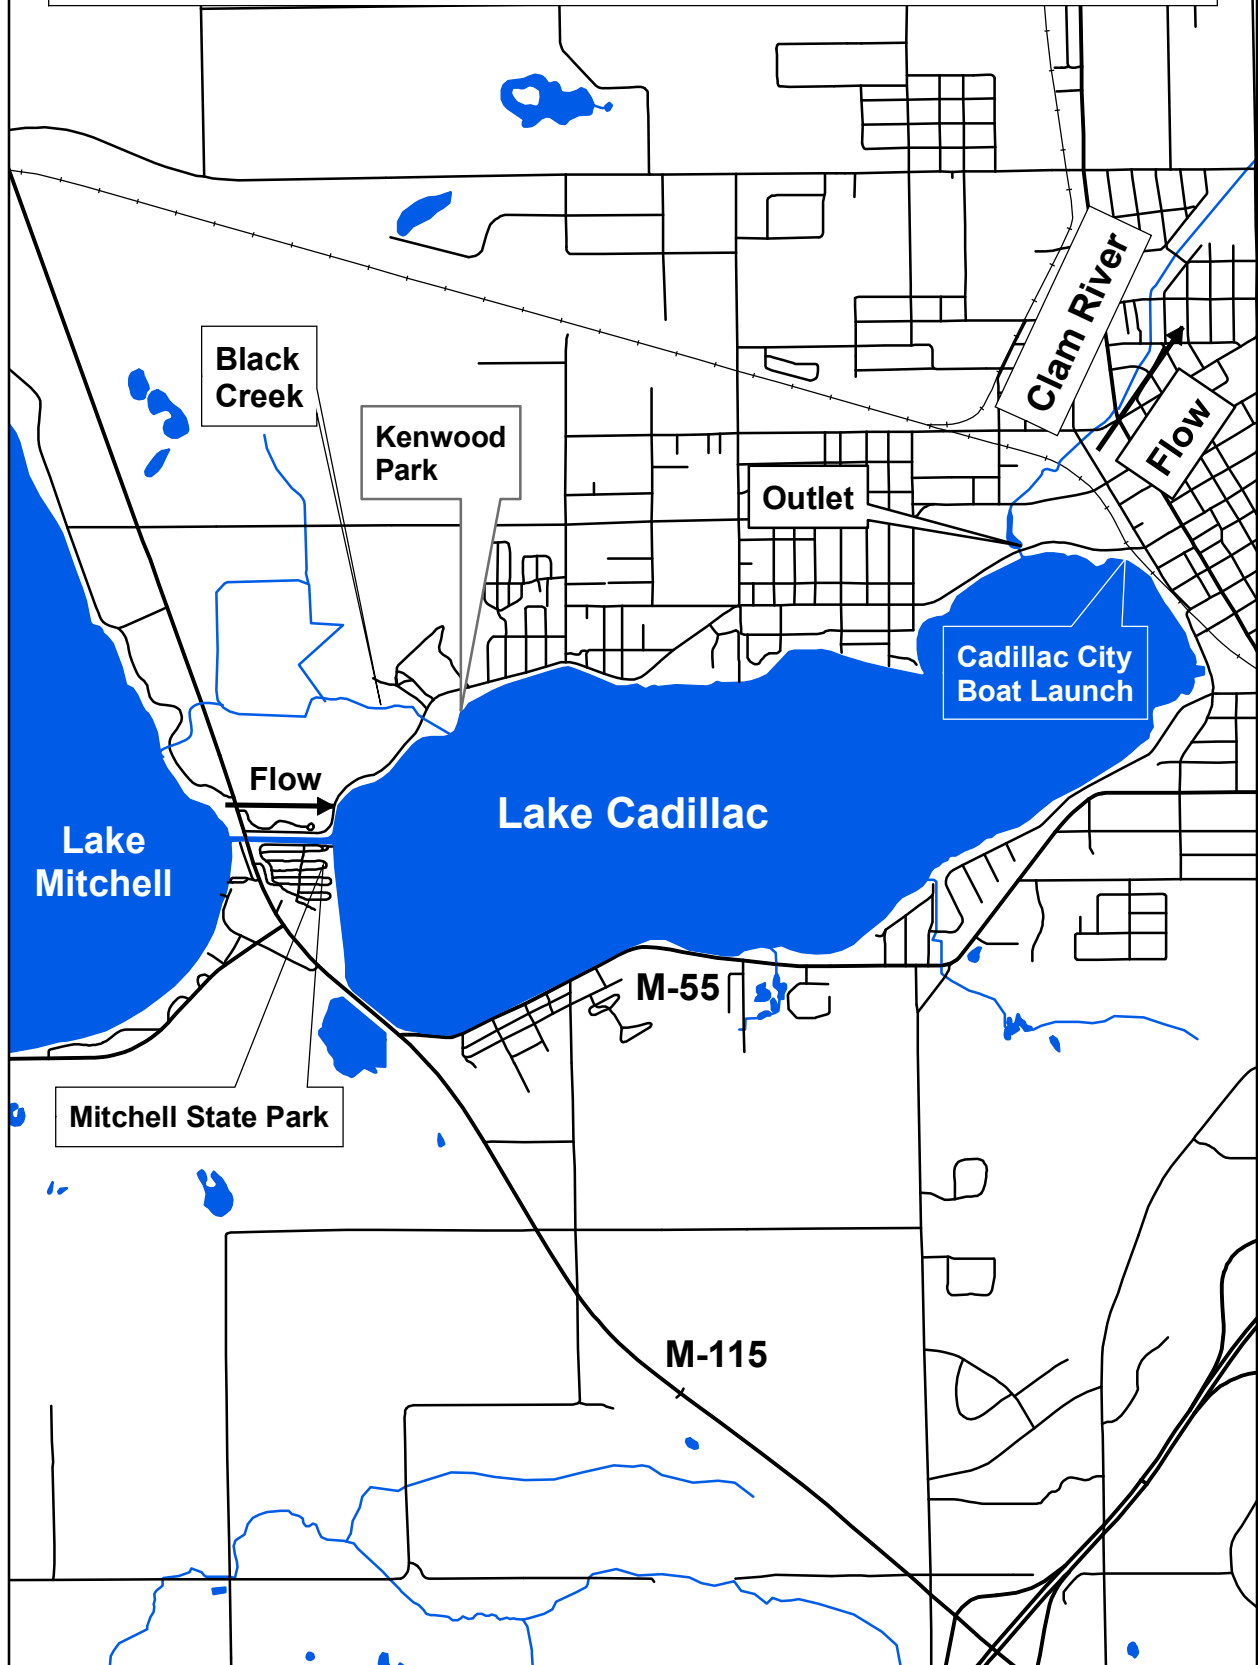 Clam River
Black
Creek
Kenwood
Park
Flow
Outlet
Cadillac City
Boat Launch
Flow
Lake Cadillac
Lake
Mitchell
M-55
Mitchell State Park
M-115